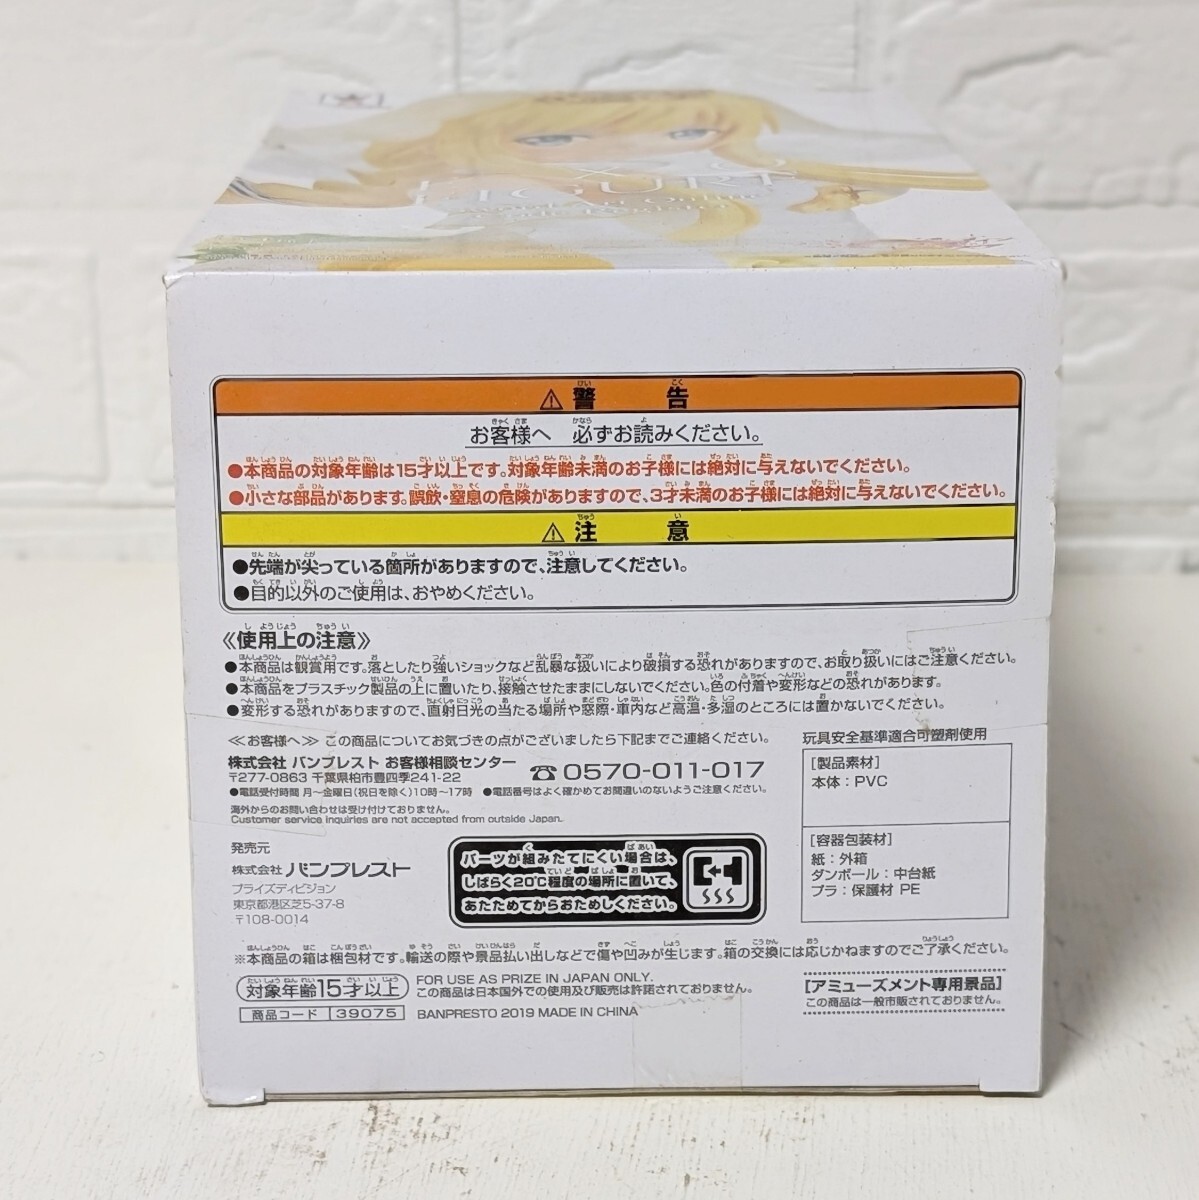 EXQ
FIGURE
⚠警告
お客様へ 必ずお読みください。
●本商品の対象年齢は15才以上です。対象年齢未満のお子様には絶対に与えないでください。
●小さな部品があります。誤飲・窒息の危険がありますので、3才未満のお子様には絶対に与えないでください。
⚠注意
●先端が尖っている箇所がありますので、注意してください。
●目的以外のご使用は、おやめください。
《使用上の注意》
●本商品は観賞用です。落としたり強いショックなど乱暴な扱いにより破損する恐れがありますので、お取り扱いにはご注意ください。
●本商品をプラスチック製品の上に置いたり、接触させたままにしないでください。色の付着や変形などの恐れがあります。
●変形する恐れがありますので、直射日光の当たる場所や窓際・車内など高温・多湿のところには置かないでください。
≪お客様へ≫ この商品についてお気づきの点がございましたら下記までご連絡ください。
株式会社 バンプレスト お客様相談センター
〒277-0863 千葉県柏市豊四季241-22
☎0570-011-017
●電話受付時間 月〜金曜日(祝日を除く)10時〜17時 ●電話番号はよく確かめてお間違いのないようご注意ください。
海外からのお問い合わせは受け付けておりません。
Customer service inquiries are not accepted from outside Japan.
玩具安全基準適合可塑剤使用
[製品素材]
本体:PVC
[容器包装材]
紙:外箱
ダンボール:中台紙
プラ:保護材 PE
発売元
株式会社 バンプレスト
プライズディビジョン
東京都港区芝5-37-8
〒108-0014
パーツが組みたてにくい場合は、
しばらく20℃程度の場所に置いて、
あたためてからおためしください。
※本商品の箱は梱包材です。輸送の際や景品払い出しなどで傷や凹みが生じます。箱の交換には応じかねますのでご了承ください。
対象年齢15才以上
商品コード 39075
FOR USE AS PRIZE IN JAPAN ONLY.
この商品は日本国外での使用及び販売は許諾されておりません。
BANPRESTO 2019 MADE IN CHINA
[アミューズメント専用景品]
この商品は一般市販されておりません。